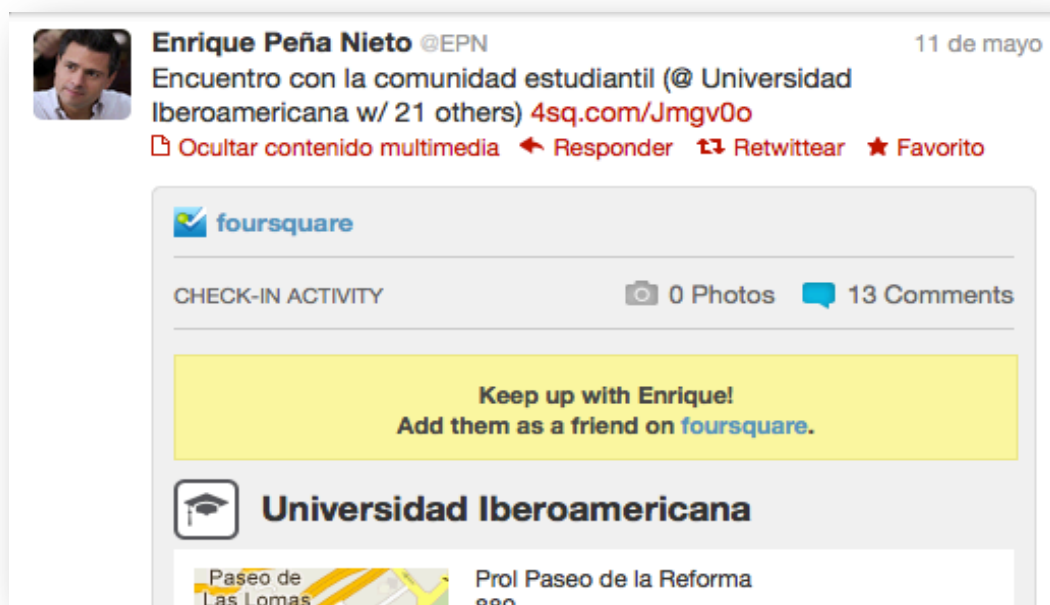 Enrique Peña Nieto @EPN 11 de mayo
Encuentro con la comunidad estudiantil (@ Universidad
Iberoamericana w/ 21 others) 4sq.com/Jmgv0o
Ocultar contenido multimedia Responder Retwittear Favorito
foursquare
CHECK-IN ACTIVITY 0 Photos 13 Comments
Keep up with Enrique!
Add them as a friend on foursquare.
Universidad Iberoamericana
Paseo de
Las Lomas
Prol Paseo de la Reforma
880